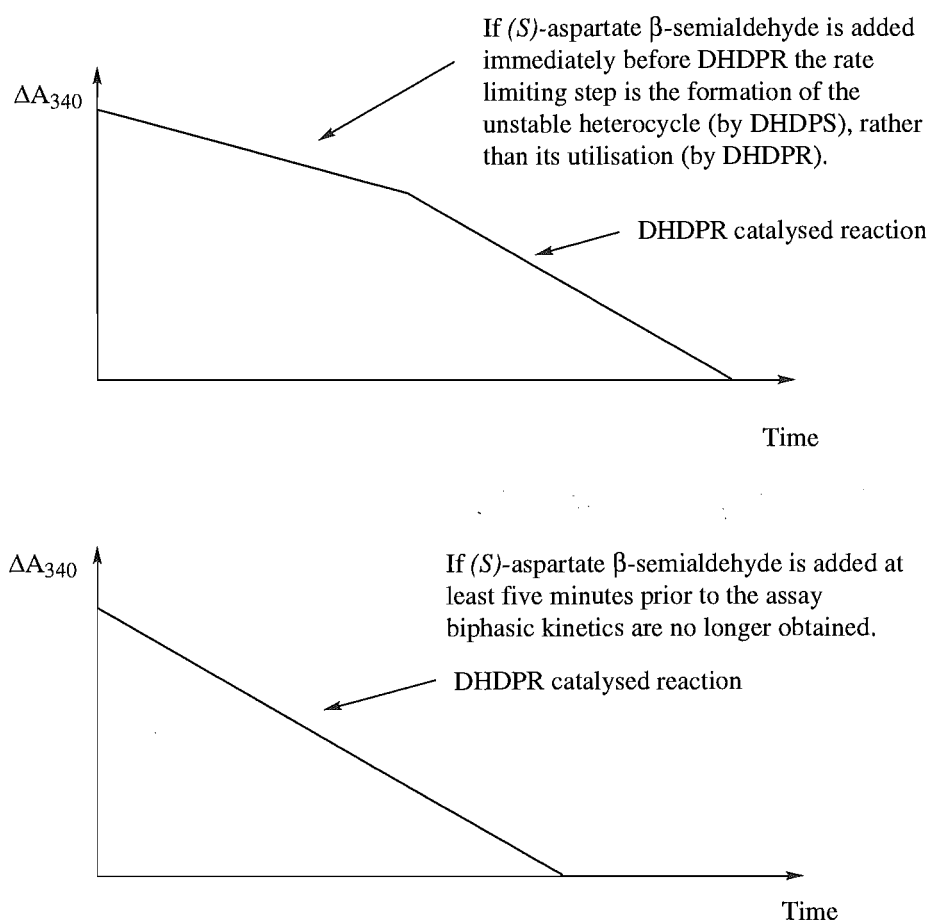 If (S)-aspartate β-semialdehyde is added
immediately before DHDPR the rate
limiting step is the formation of the
unstable heterocycle (by DHDPS), rather
than its utilisation (by DHDPR).
ΔA340
DHDPR catalysed reaction
Time
ΔA340
If (S)-aspartate β-semialdehyde is added at
least five minutes prior to the assay
biphasic kinetics are no longer obtained.
DHDPR catalysed reaction
Time